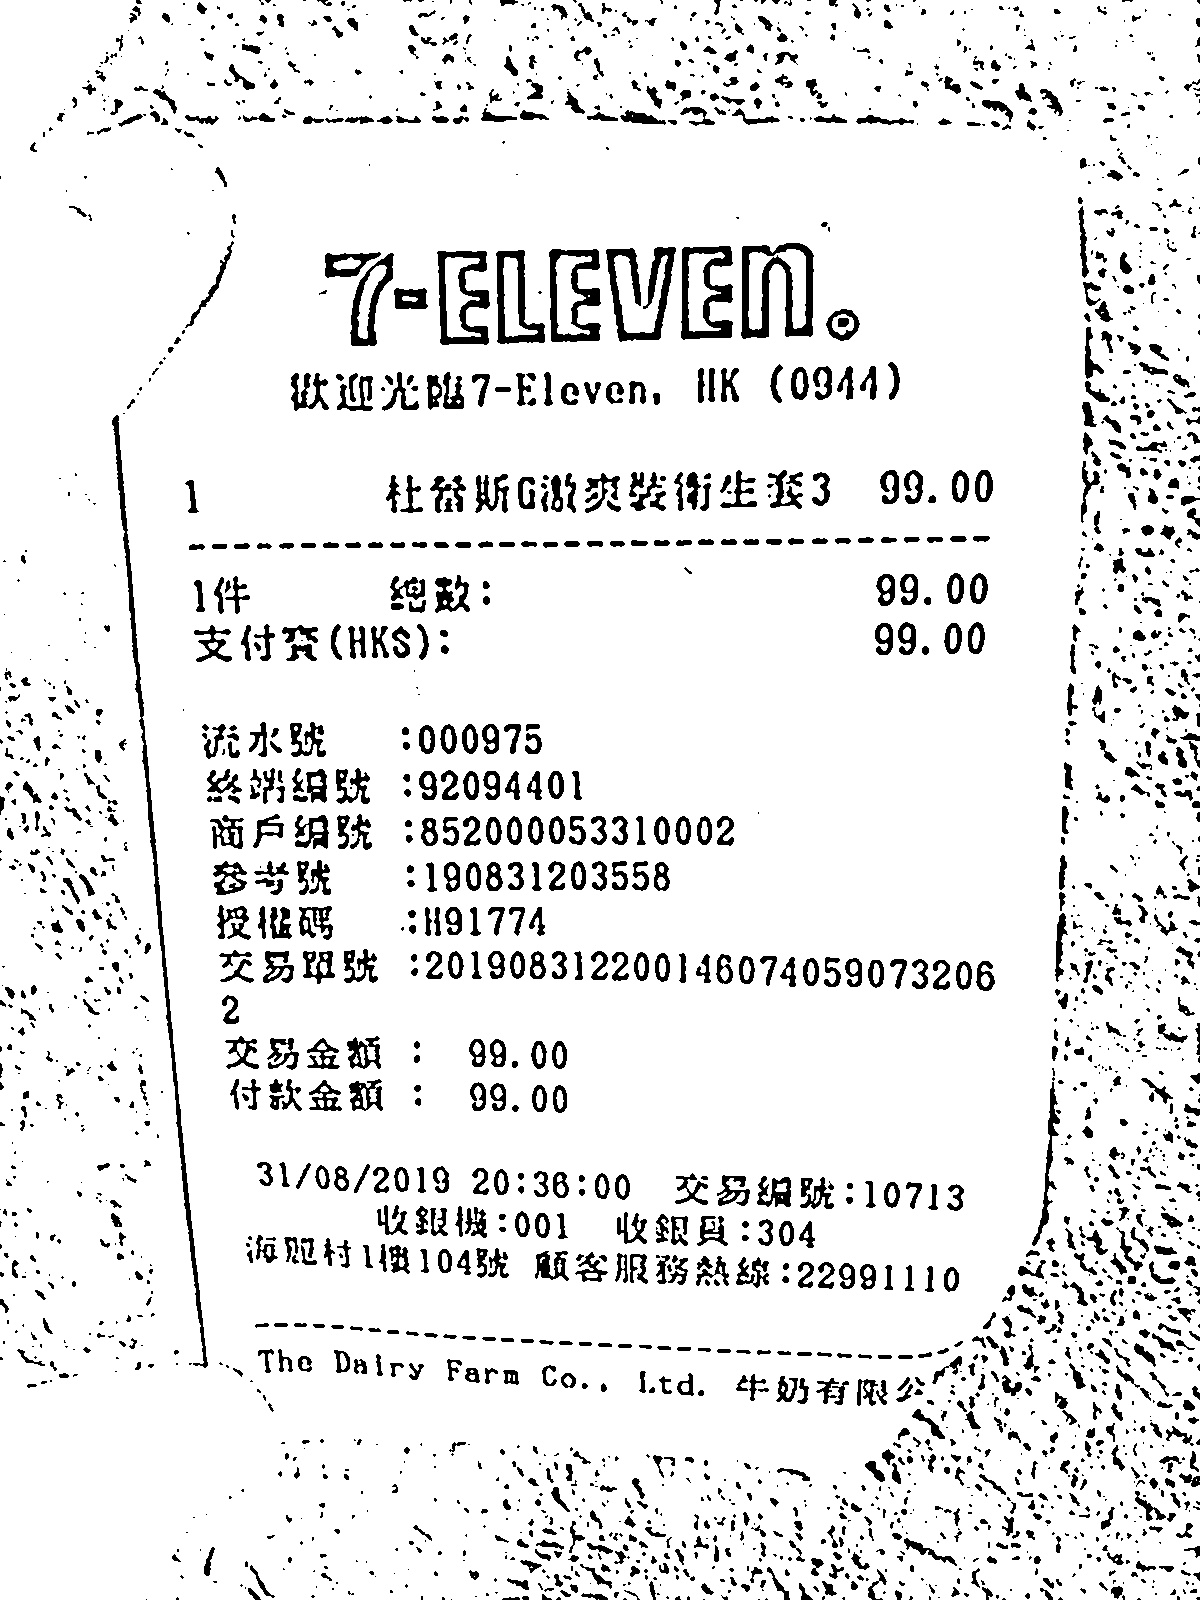 7-ELEVEN®
歡迎光臨7-Eleven, HK (0944)
1 杜蕾斯G激爽裝衛生套3 99.00
1件 總數: 99.00
支付寶(HK$): 99.00
流水號 :000975
終端編號 :92094401
商戶編號 :852000053310002
參考號 :190831203558
授權碼 :H91774
交易單號 :201908312200146074059073206
2
交易金額 : 99.00
付款金額 : 99.00
31/08/2019 20:36:00 交易編號:10713
收銀機:001 收銀員:304
海 村1樓104號 顧客服務熱線:22991110
The Dairy Farm Co., Ltd. 牛奶有限公